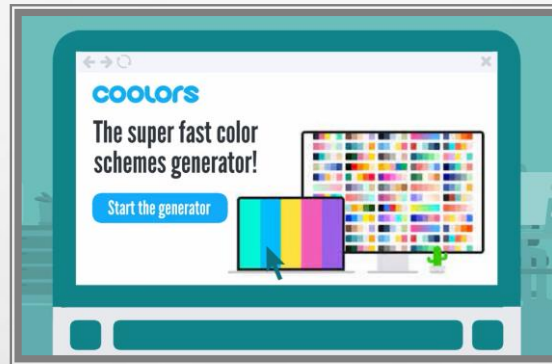 coolors
The super fast color
schemes generator!
Start the generator